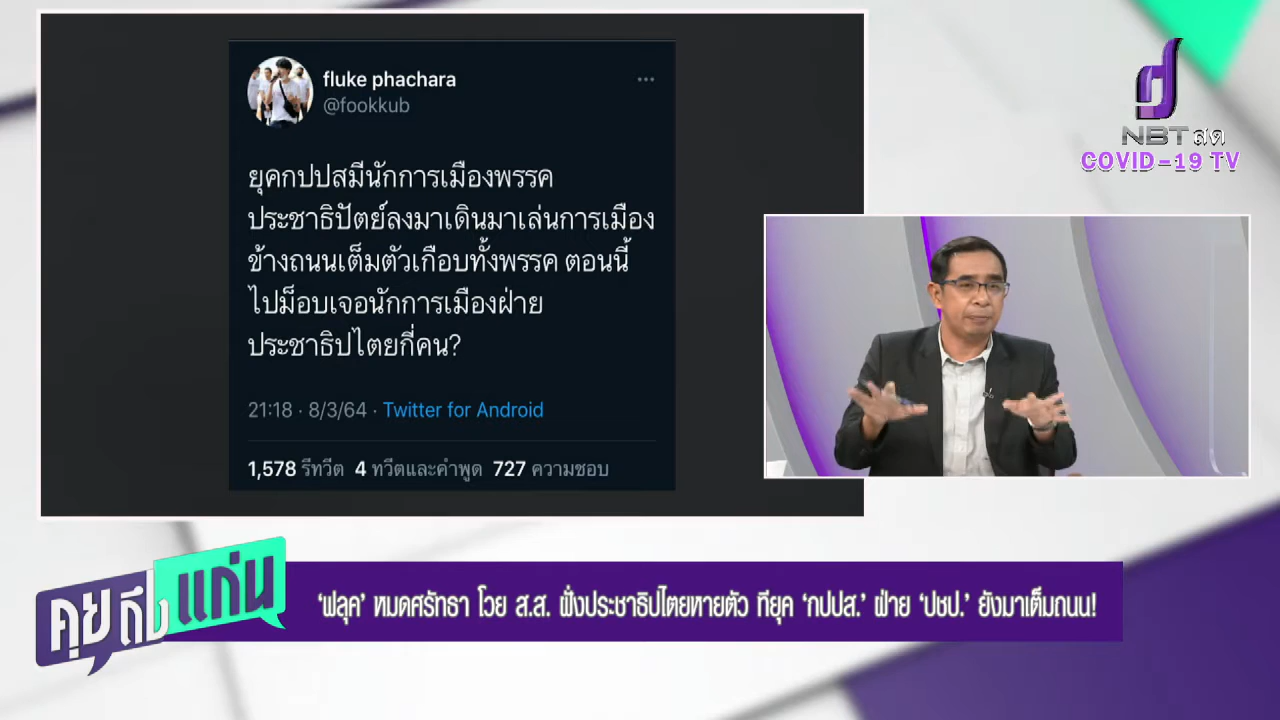 fluke phachara
@fookkub
ยุคกปปสมีนักการเมืองพรรค
ประชาธิปัตย์ลงมาเดินมาเล่นการเมือง
ข้างถนนเต็มตัวเกือบทั้งพรรค ตอนนี้
ไปม็อบเจอนักการเมืองฝ่าย
ประชาธิปไตยกี่คน?
21:18 · 8/3/64 · Twitter for Android
1,578 รีทวีต 4 ทวีตและคำพูด 727 ความชอบ
NBT สด
COVID-19 TV
คุยถึงแก่น
‘ฟลุค’ หมดศรัทธา โวย ส.ส. ฝั่งประชาธิปไตยหายตัว ทียุค ‘กปปส.’ ฝ่าย ‘ปชป.’ ยังมาเต็มถนน!